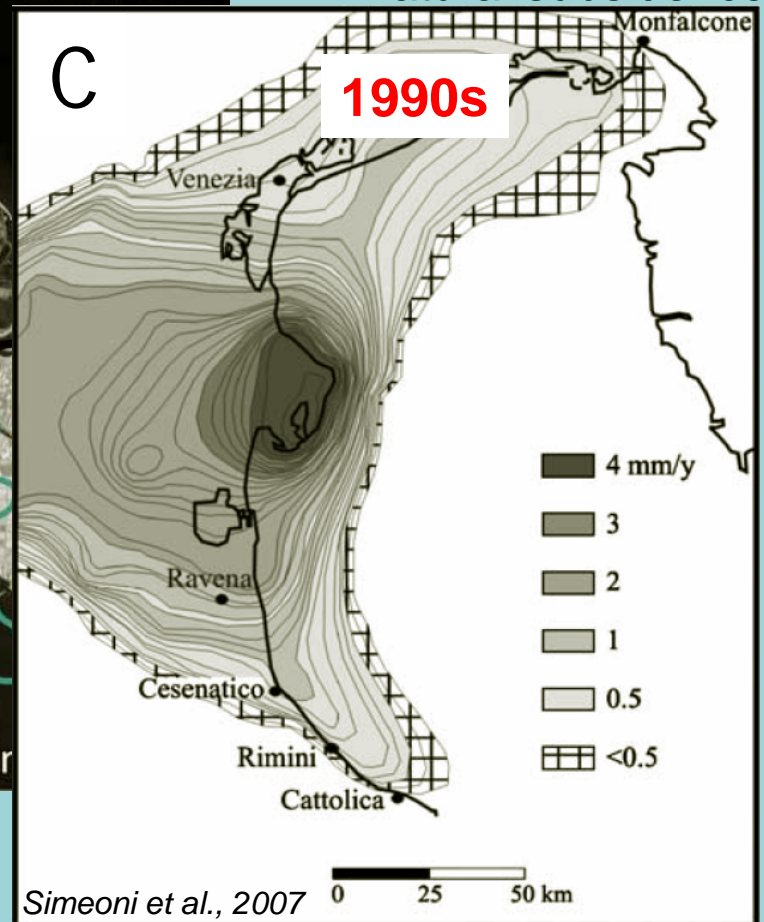 Monfalcone
C
1990s
Venezia
4 mm/y
3
2
Ravena
1
Cesenatico
0.5
Rimini
<0.5
Cattolica
Simeoni et al., 2007
0 25 50 km